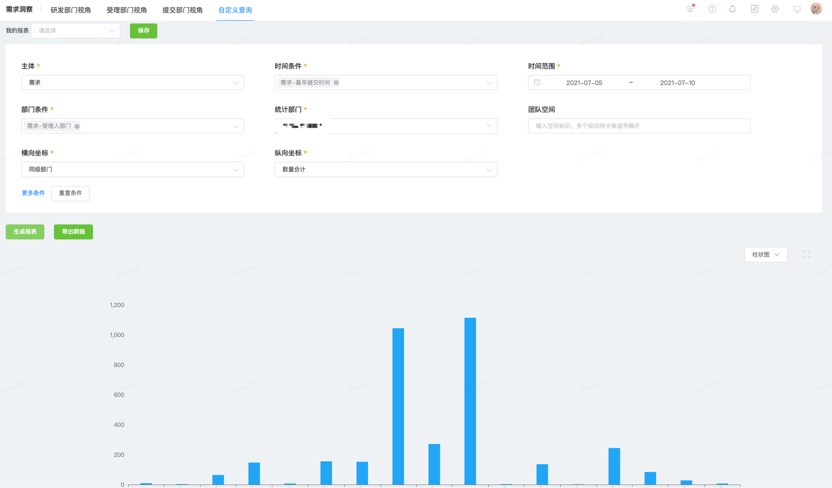 需求洞察 研发部门视角 受理部门视角 提交部门视角 自定义查询
我的报表 请选择 保存
主体 * 时间条件 * 时间范围 *
需求 需求-最早提交时间 2021-07-05 ~ 2021-07-10
部门条件 * 统计部门 * 团队空间
需求-受理人部门 输入空间标识，多个标识用半角逗号隔开
横向坐标 * 纵向坐标 *
同级部门 数量合计
更多条件 重置条件
生成报表 导出明细
柱状图
1,200
1,000
800
600
400
200
0